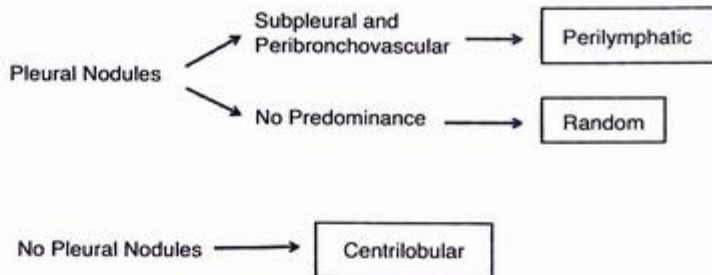 Subpleural and
Peribronchovascular
Perilymphatic
Pleural Nodules
No Predominance
Random
No Pleural Nodules
Centrilobular